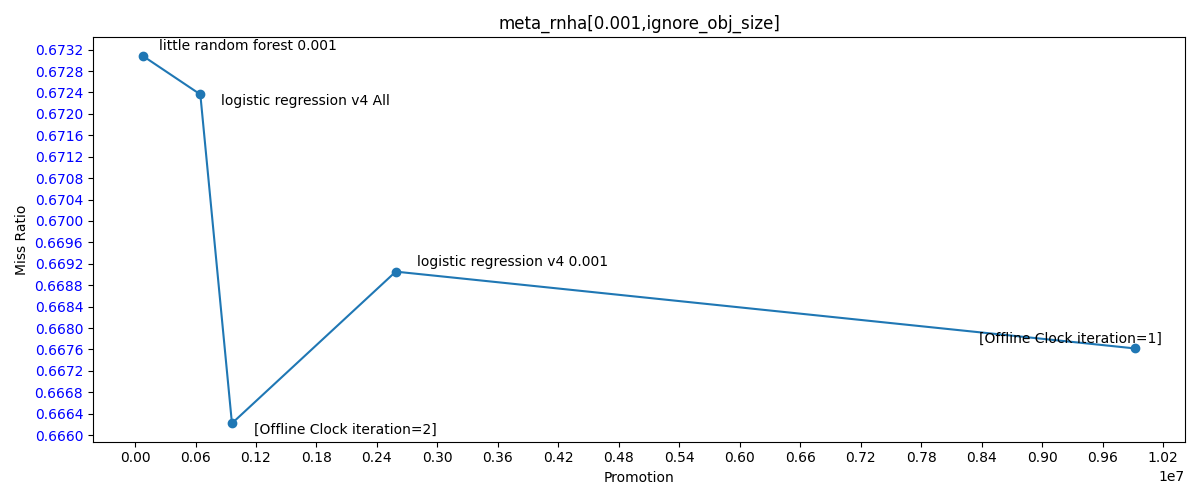 meta_rnha[0.001,ignore_obj_size]
0.6732
0.6728
0.6724
0.6720
0.6716
0.6712
0.6708
0.6704
0.6700
0.6696
0.6692
0.6688
0.6684
0.6680
0.6676
0.6672
0.6668
0.6664
0.6660
Miss Ratio
little random forest 0.001
logistic regression v4 All
logistic regression v4 0.001
[Offline Clock iteration=1]
[Offline Clock iteration=2]
0.00 0.06 0.12 0.18 0.24 0.30 0.36 0.42 0.48 0.54 0.60 0.66 0.72 0.78 0.84 0.90 0.96 1.02
1e7
Promotion